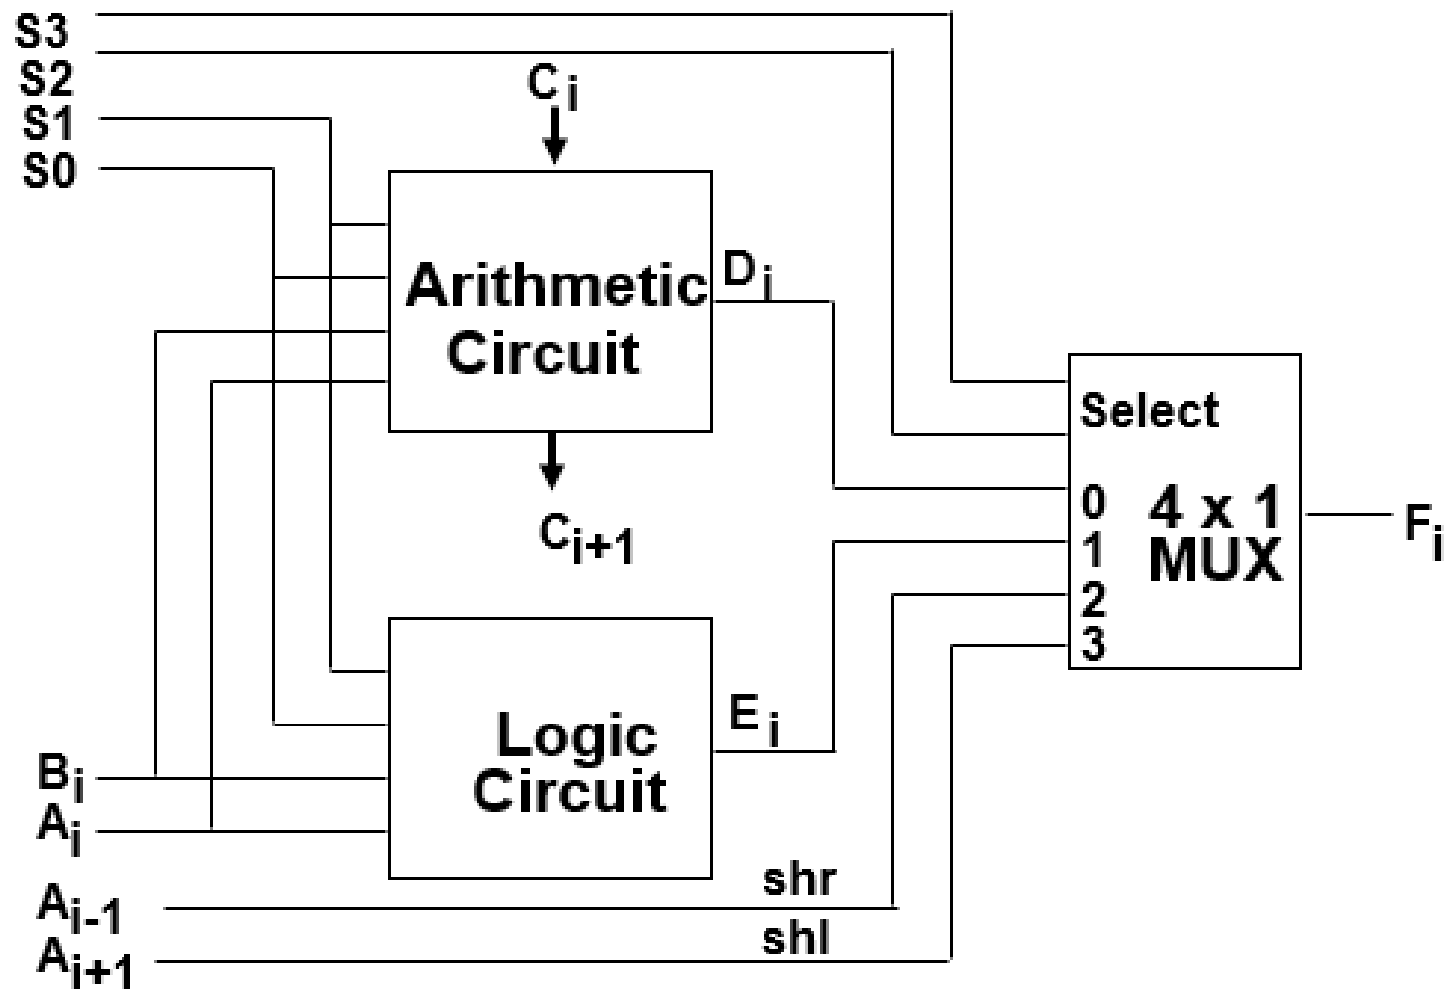 S3
S2
S1
S0
Ci
Arithmetic
Circuit
Di
Ci+1
Select
0
1
2
3
4 x 1
MUX
Fi
Logic
Circuit
Ei
Bi
Ai
Ai-1
shr
Ai+1
shl